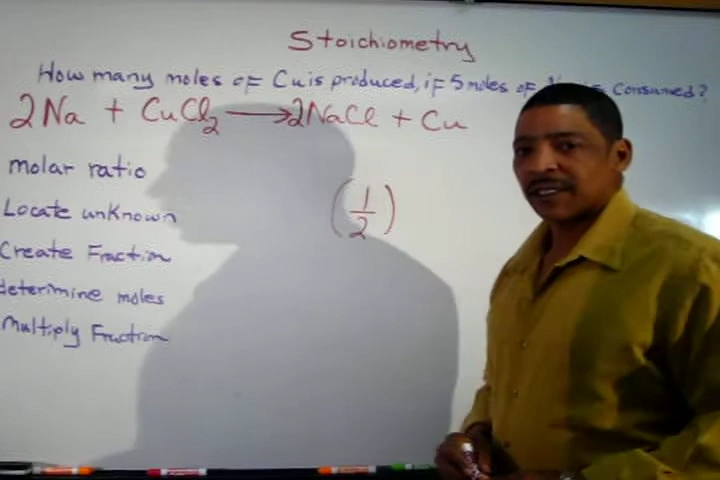 Stoichiometry
How many moles of Cu is produced, if 5 moles of consumed?
2Na + CuCl₂ → 2NaCl + Cu
molar ratio
Locate unknown
(1/2)
Create Fraction
determine moles
Multiply Fraction